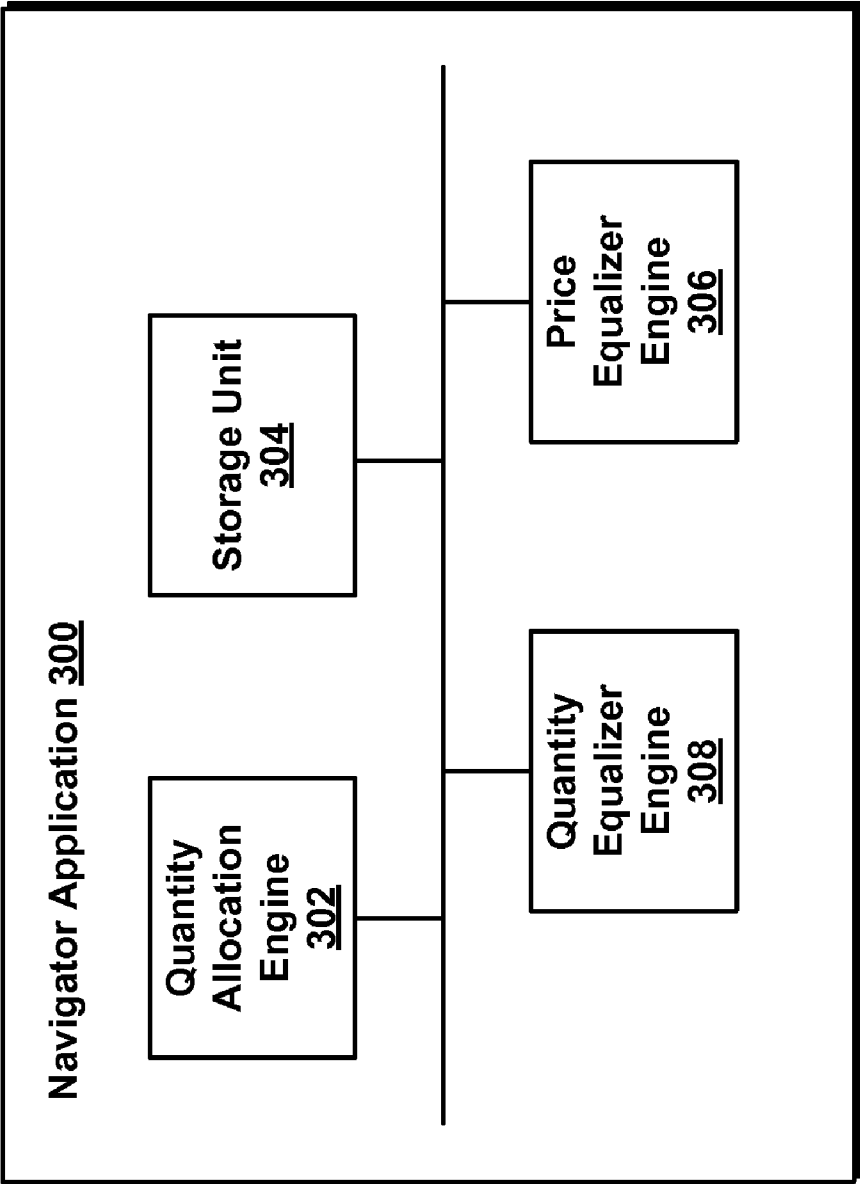 Navigator Application 300
Quantity
Allocation
Engine
302
Storage Unit
304
Quantity
Equalizer
Engine
308
Price
Equalizer
Engine
306